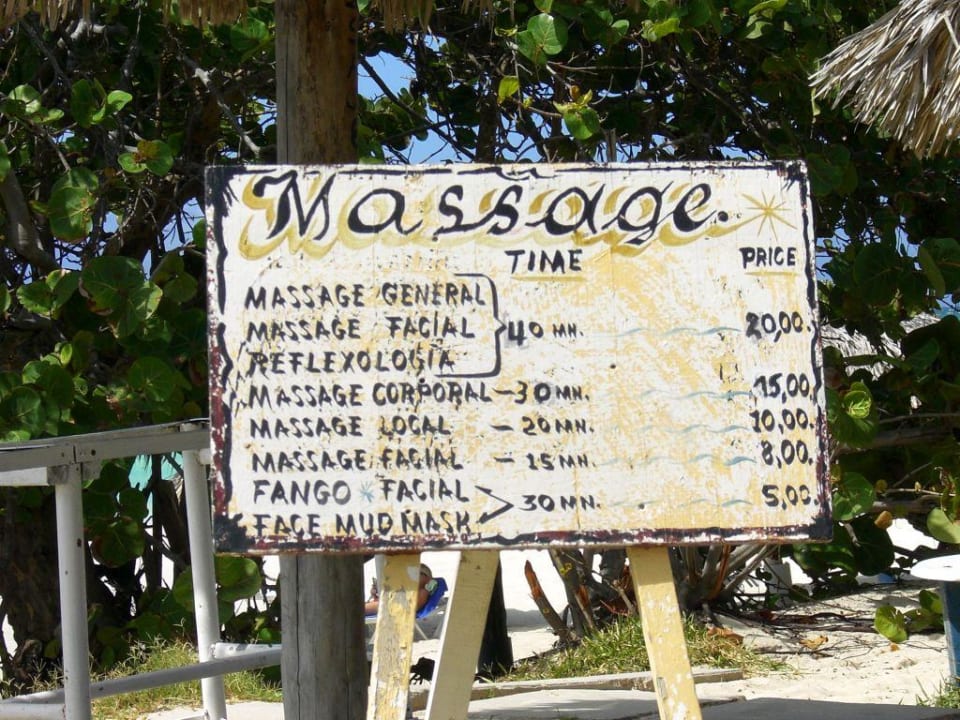 Massage.
TIME PRICE
MASSAGE GENERAL
MASSAGE FACIAL 40 MN. 20,00.
REFLEXOLOGIA
MASSAGE CORPORAL - 30 MN. 15,00.
MASSAGE LOCAL - 20 MN. 10,00.
MASSAGE FACIAL - 15 MN. 8,00.
FANGO FACIAL 30 MN. 5,00.
FACE MUD MASK